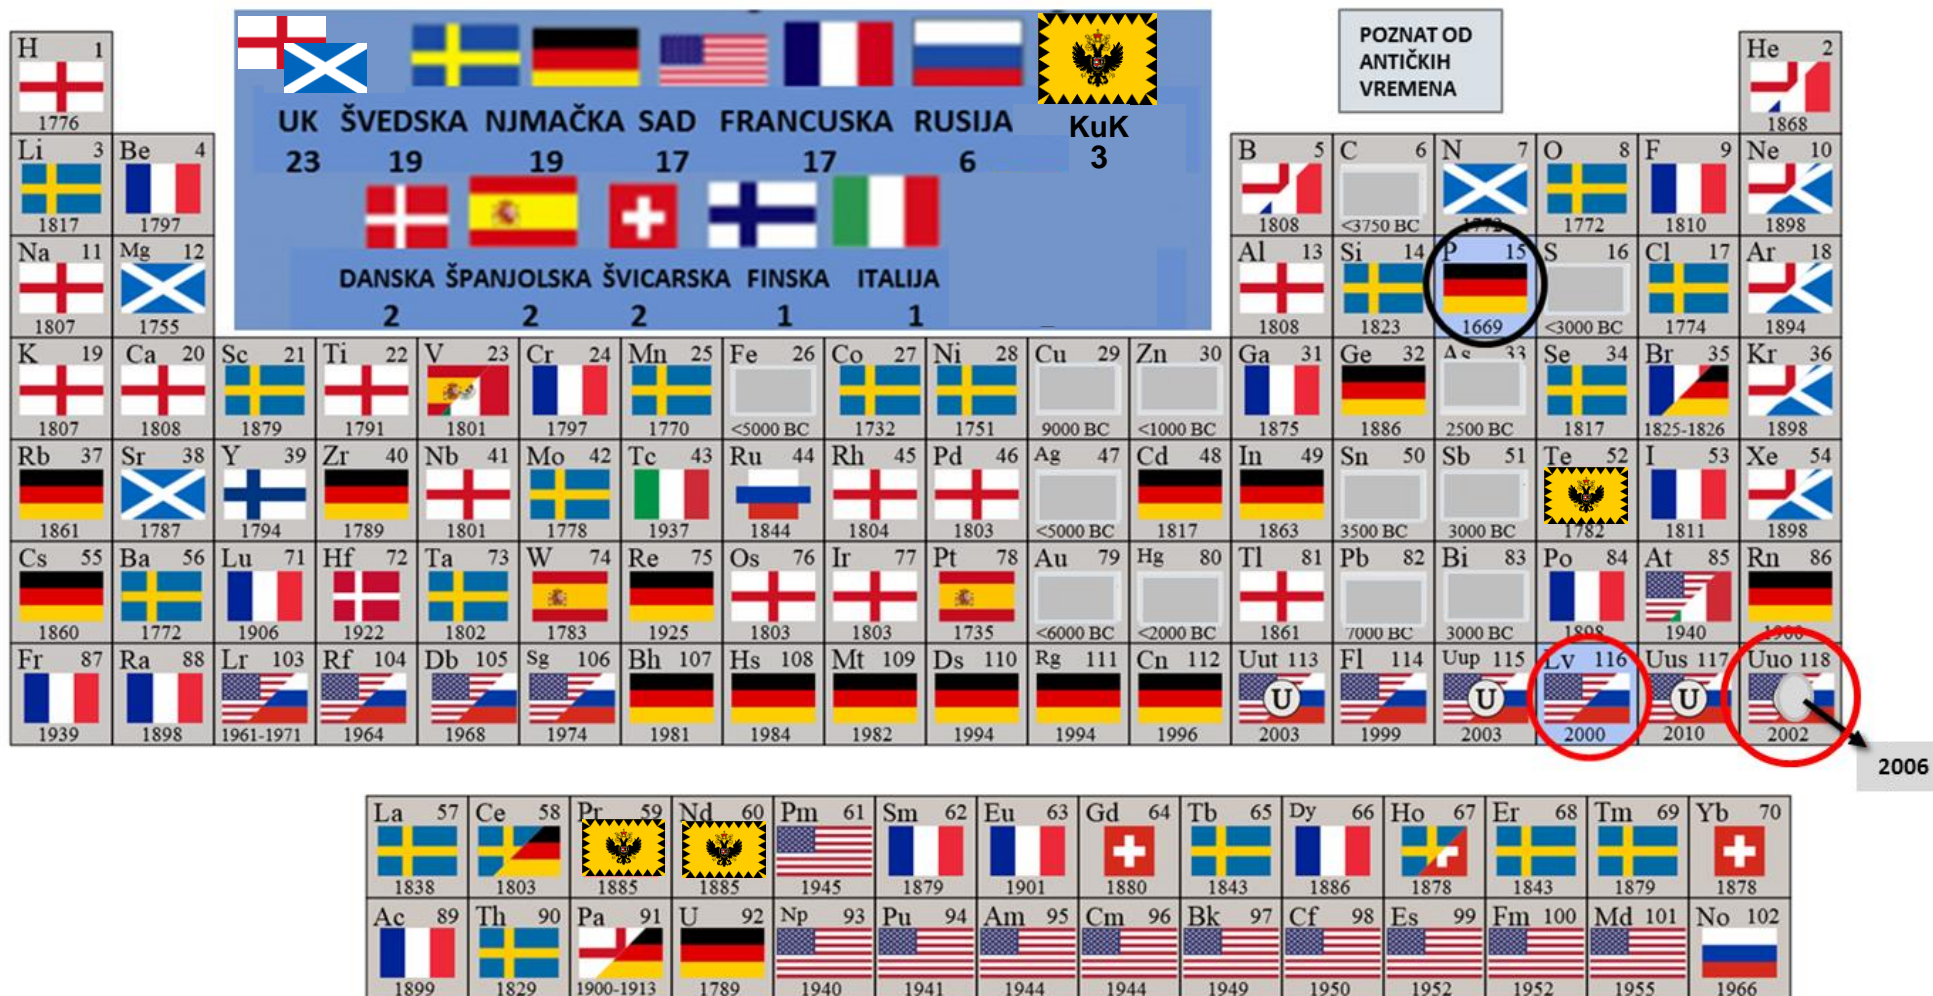 POZNAT OD
ANTIČKIH
VREMENA
UK ŠVEDSKA NJMAČKA SAD FRANCUSKA RUSIJA KuK
23 19 19 17 17 6 3
DANSKA ŠPANJOLSKA ŠVICARSKA FINSKA ITALIJA
2 2 2 1 1
H 1 He 2
1776 1868
Li 3 Be 4 B 5 C 6 N 7 O 8 F 9 Ne 10
1817 1797 1808 <3750 BC 1772 1772 1810 1898
Na 11 Mg 12 Al 13 Si 14 P 15 S 16 Cl 17 Ar 18
1807 1755 1808 1823 1669 <3000 BC 1774 1894
K 19 Ca 20 Sc 21 Ti 22 V 23 Cr 24 Mn 25 Fe 26 Co 27 Ni 28 Cu 29 Zn 30 Ga 31 Ge 32 As 33 Se 34 Br 35 Kr 36
1807 1808 1879 1791 1801 1797 1770 <5000 BC 1732 1751 9000 BC <1000 BC 1875 1886 2500 BC 1817 1825-1826 1898
Rb 37 Sr 38 Y 39 Zr 40 Nb 41 Mo 42 Tc 43 Ru 44 Rh 45 Pd 46 Ag 47 Cd 48 In 49 Sn 50 Sb 51 Te 52 I 53 Xe 54
1861 1787 1794 1789 1801 1778 1937 1844 1804 1803 <5000 BC 1817 1863 3500 BC 3000 BC 1782 1811 1898
Cs 55 Ba 56 Lu 71 Hf 72 Ta 73 W 74 Re 75 Os 76 Ir 77 Pt 78 Au 79 Hg 80 Tl 81 Pb 82 Bi 83 Po 84 At 85 Rn 86
1860 1772 1906 1922 1802 1783 1925 1803 1803 1735 <6000 BC <2000 BC 1861 7000 BC 3000 BC 1898 1940 1900
Fr 87 Ra 88 Lr 103 Rf 104 Db 105 Sg 106 Bh 107 Hs 108 Mt 109 Ds 110 Rg 111 Cn 112 Uut 113 Fl 114 Uup 115 Lv 116 Uus 117 Uuo 118
U U U
1939 1898 1961-1971 1964 1968 1974 1981 1984 1982 1994 1994 1996 2003 1999 2003 2000 2010 2002
2006
La 57 Ce 58 Pr 59 Nd 60 Pm 61 Sm 62 Eu 63 Gd 64 Tb 65 Dy 66 Ho 67 Er 68 Tm 69 Yb 70
1838 1803 1885 1885 1945 1879 1901 1880 1843 1886 1878 1843 1879 1878
Ac 89 Th 90 Pa 91 U 92 Np 93 Pu 94 Am 95 Cm 96 Bk 97 Cf 98 Es 99 Fm 100 Md 101 No 102
1899 1829 1900-1913 1789 1940 1941 1944 1944 1949 1950 1952 1952 1955 1966